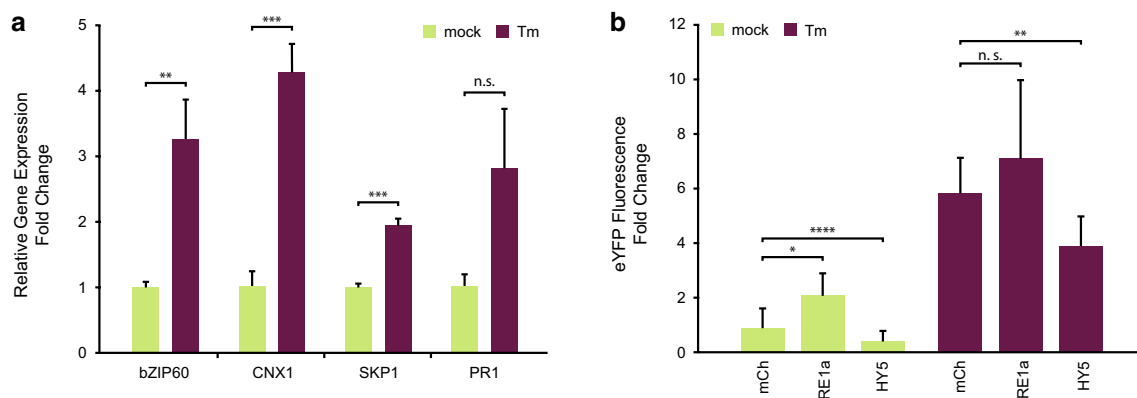 a
mock Tm
Relative Gene Expression
Fold Change
5
4
3
2
1
0
**
***
***
n.s.
bZIP60 CNX1 SKP1 PR1
b
mock Tm
eYFP Fluorescence
Fold Change
12
10
8
6
4
2
0
*
****
n. s.
**
mCh RE1a HY5 mCh RE1a HY5